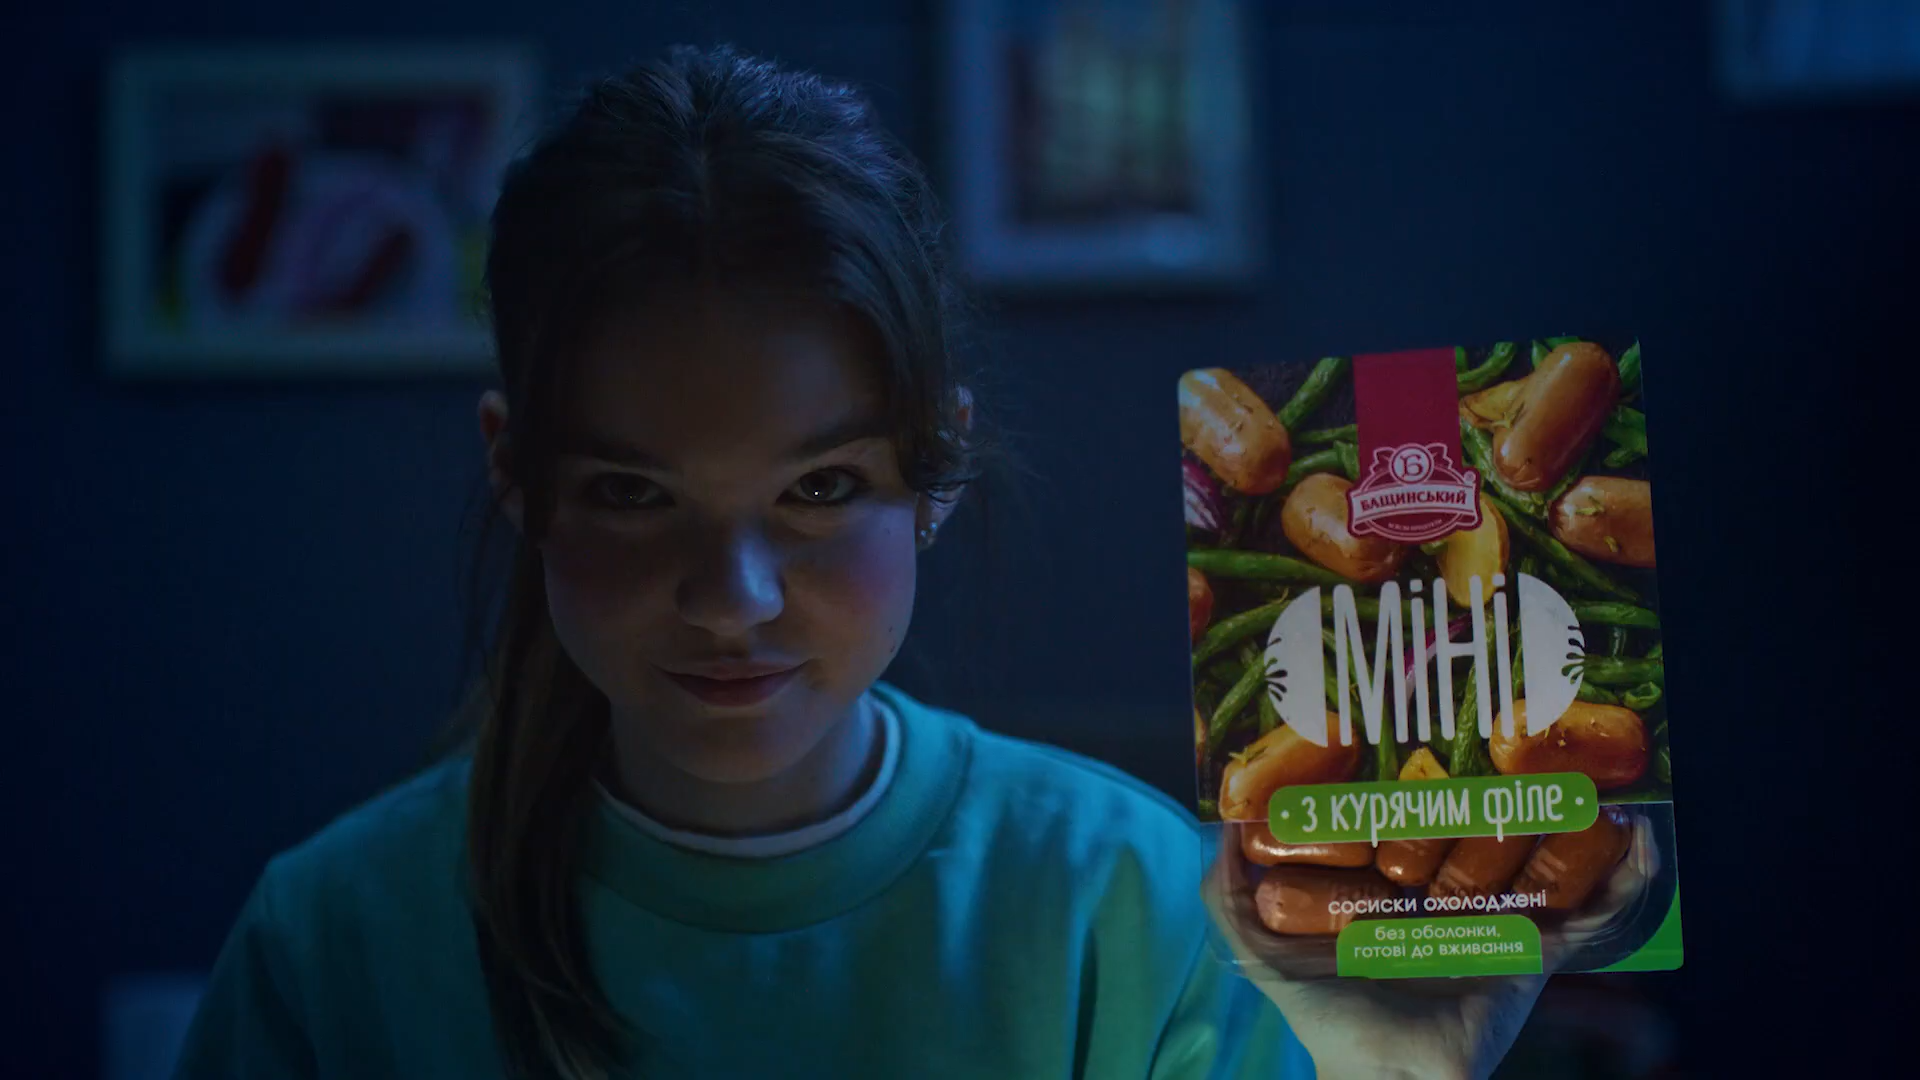 Б
БАЩИНСЬКИЙ
Міні
• з курячим філе •
сосиски охолоджені
без оболонки,
готові до вживання